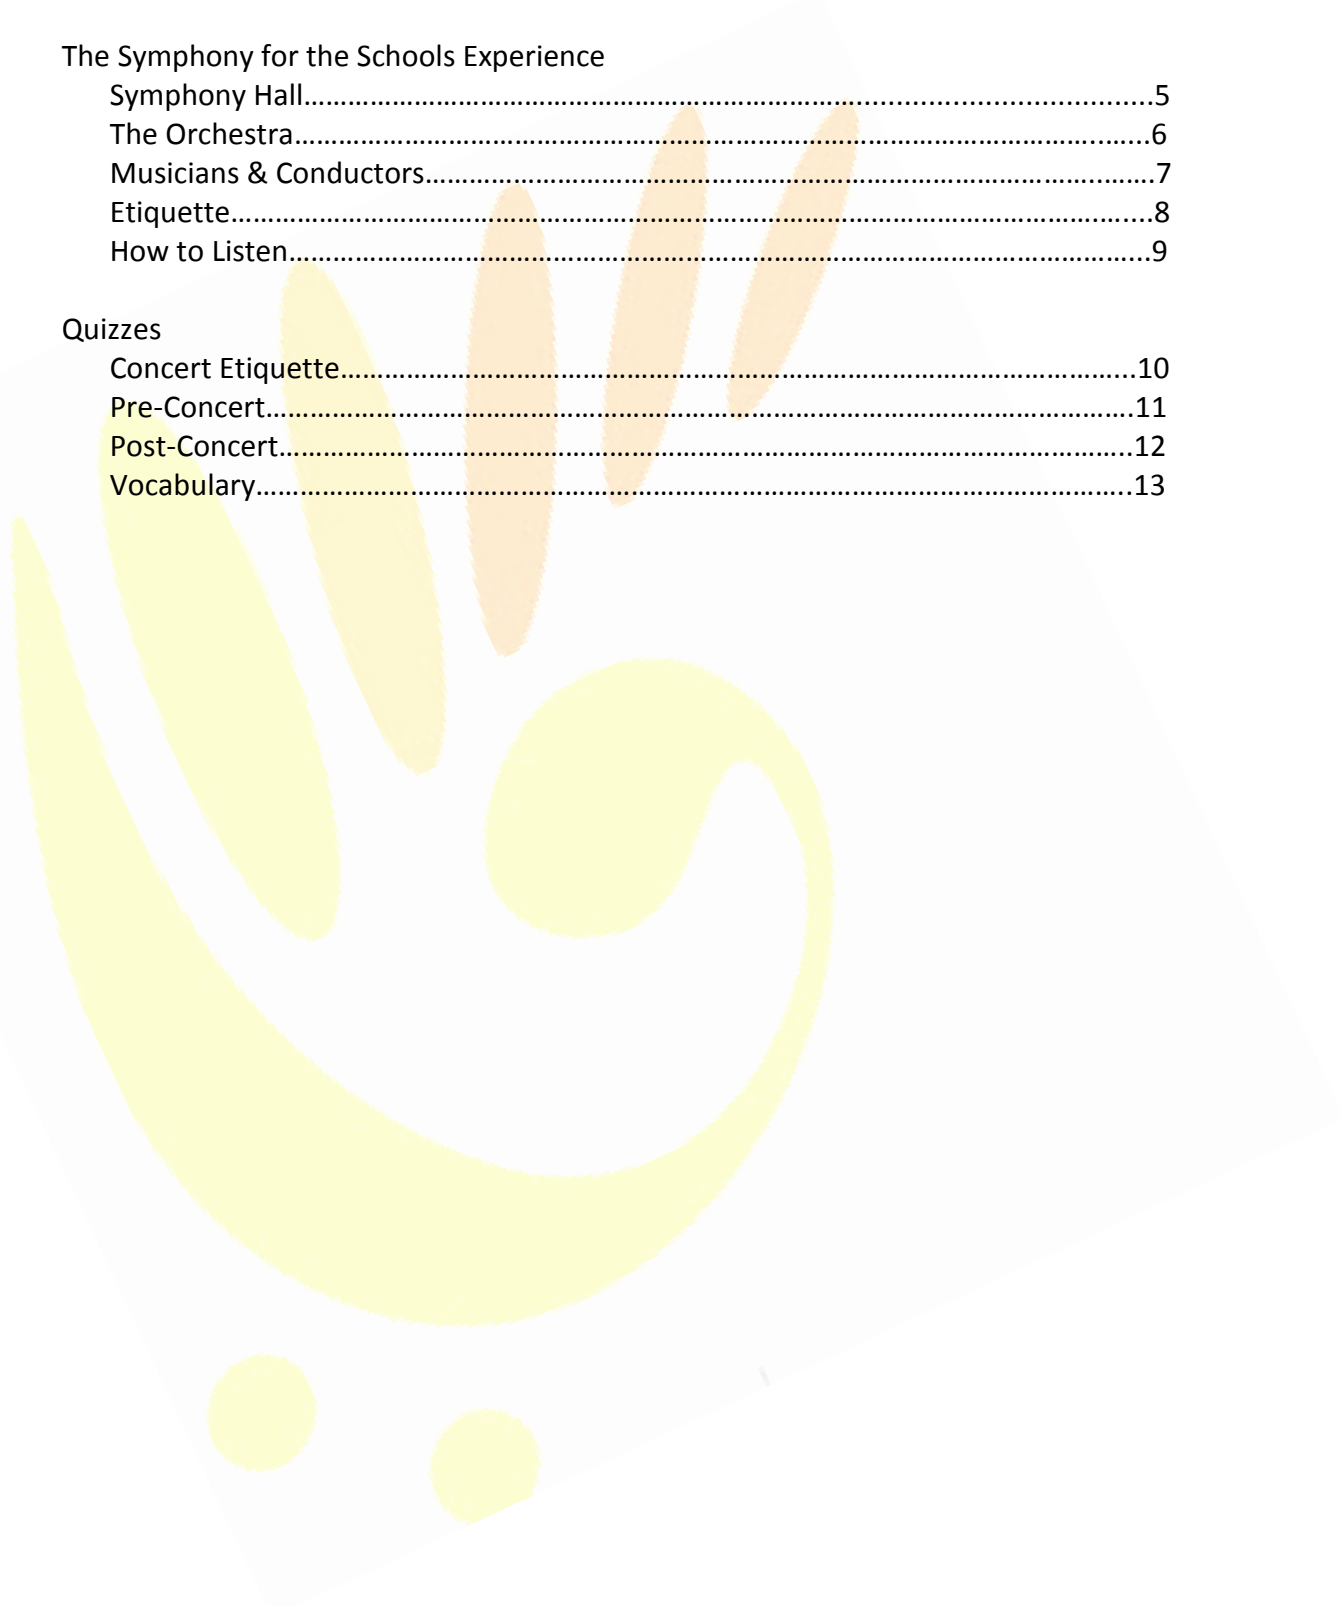 The Symphony for the Schools Experience
Symphony Hall........................................................................................................5
The Orchestra........................................................................................................6
Musicians & Conductors........................................................................................7
Etiquette................................................................................................................8
How to Listen.........................................................................................................9
Quizzes
Concert Etiquette.................................................................................................10
Pre-Concert.........................................................................................................11
Post-Concert.......................................................................................................12
Vocabulary..........................................................................................................13